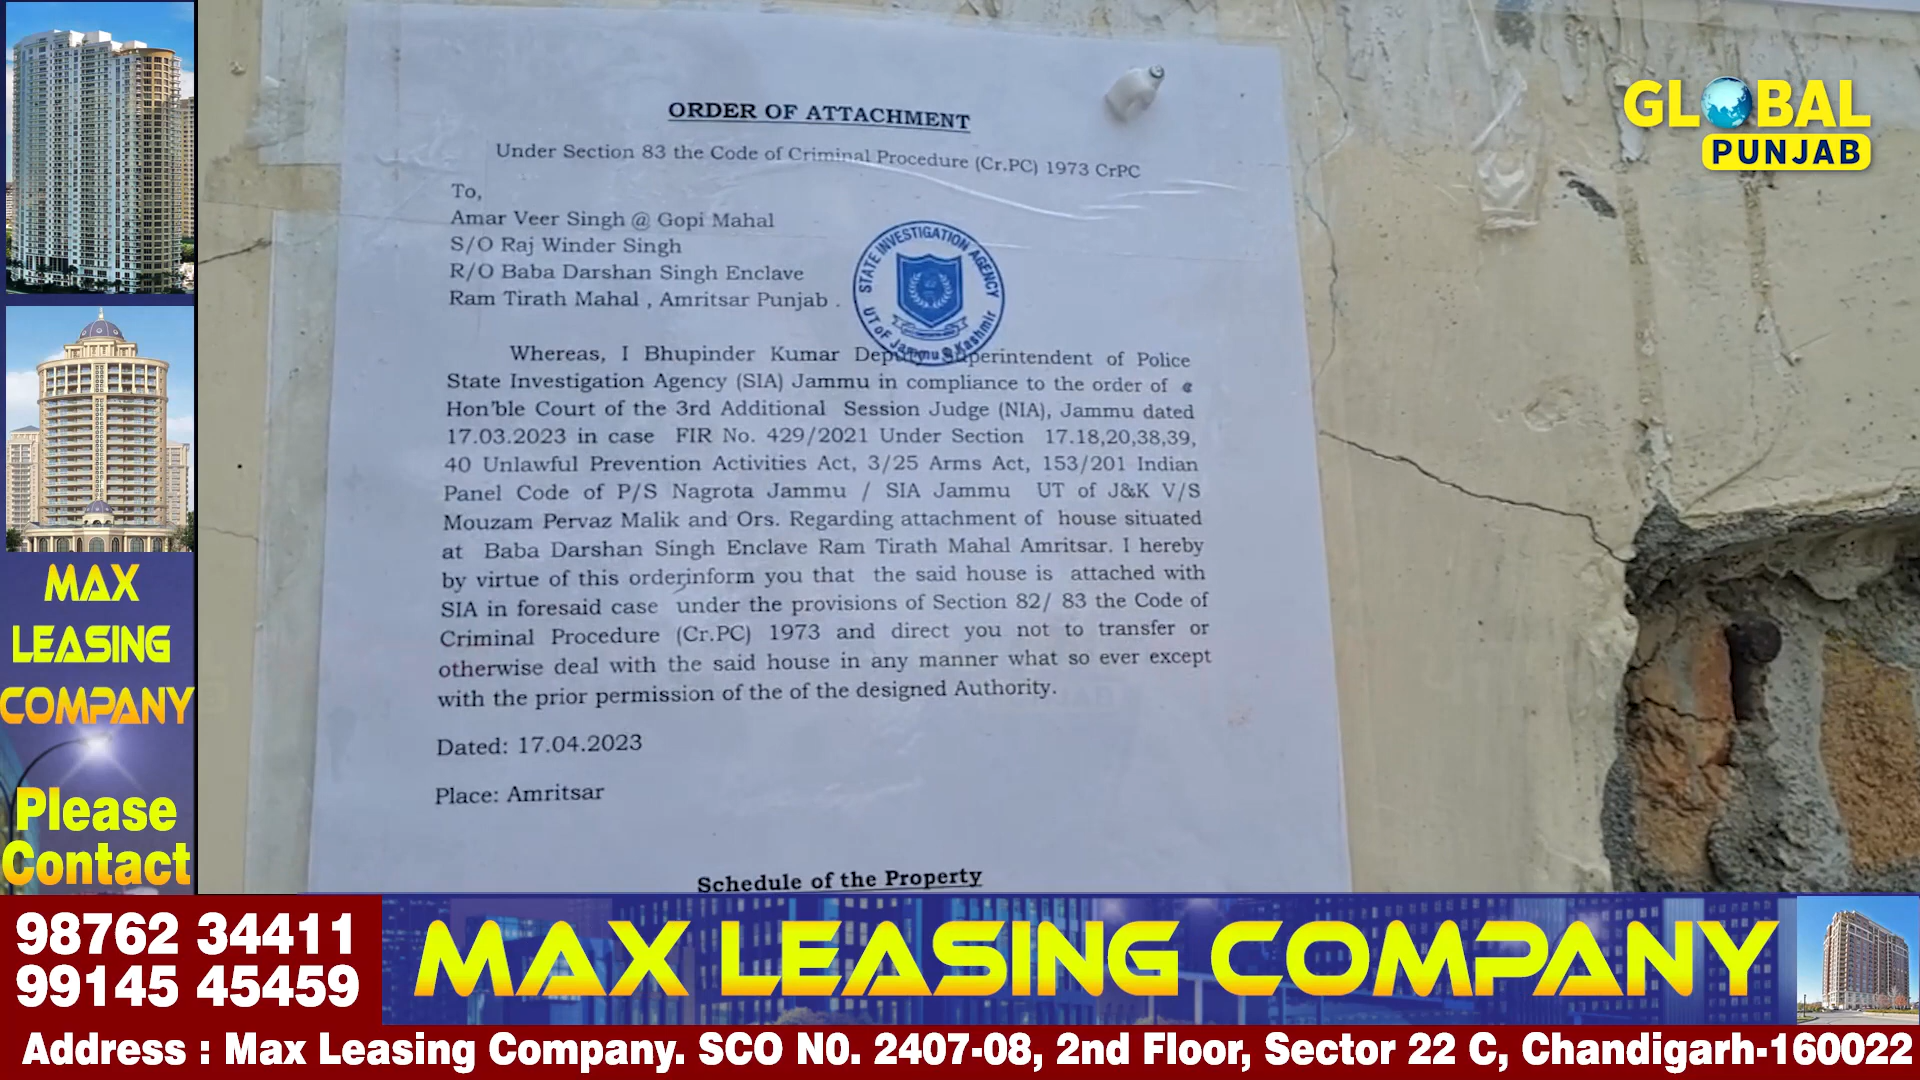 GLOBAL
PUNJAB
ORDER OF ATTACHMENT
Under Section 83 the Code of Criminal Procedure (Cr.PC) 1973 CrPC
To,
Amar Veer Singh @ Gopi Mahal
S/O Raj Winder Singh
R/O Baba Darshan Singh Enclave
Ram Tirath Mahal , Amritsar Punjab .
STATE INVESTIGATION AGENCY
UT OF Jammu & Kashmir
Whereas, I Bhupinder Kumar Deputy Superintendent of Police
State Investigation Agency (SIA) Jammu in compliance to the order of
Hon'ble Court of the 3rd Additional Session Judge (NIA), Jammu dated
17.03.2023 in case FIR No. 429/2021 Under Section 17.18,20,38,39,
40 Unlawful Prevention Activities Act, 3/25 Arms Act, 153/201 Indian
Panel Code of P/S Nagrota Jammu / SIA Jammu UT of J&K V/S
Mouzam Pervaz Malik and Ors. Regarding attachment of house situated
at Baba Darshan Singh Enclave Ram Tirath Mahal Amritsar. I hereby
by virtue of this order,inform you that the said house is attached with
SIA in foresaid case under the provisions of Section 82/ 83 the Code of
Criminal Procedure (Cr.PC) 1973 and direct you not to transfer or
otherwise deal with the said house in any manner what so ever except
with the prior permission of the of the designed Authority.
Dated: 17.04.2023
Place: Amritsar
Schedule of the Property
MAX
LEASING
COMPANY
Please
Contact
98762 34411
99145 45459
MAX LEASING COMPANY
Address : Max Leasing Company. SCO N0. 2407-08, 2nd Floor, Sector 22 C, Chandigarh-160022